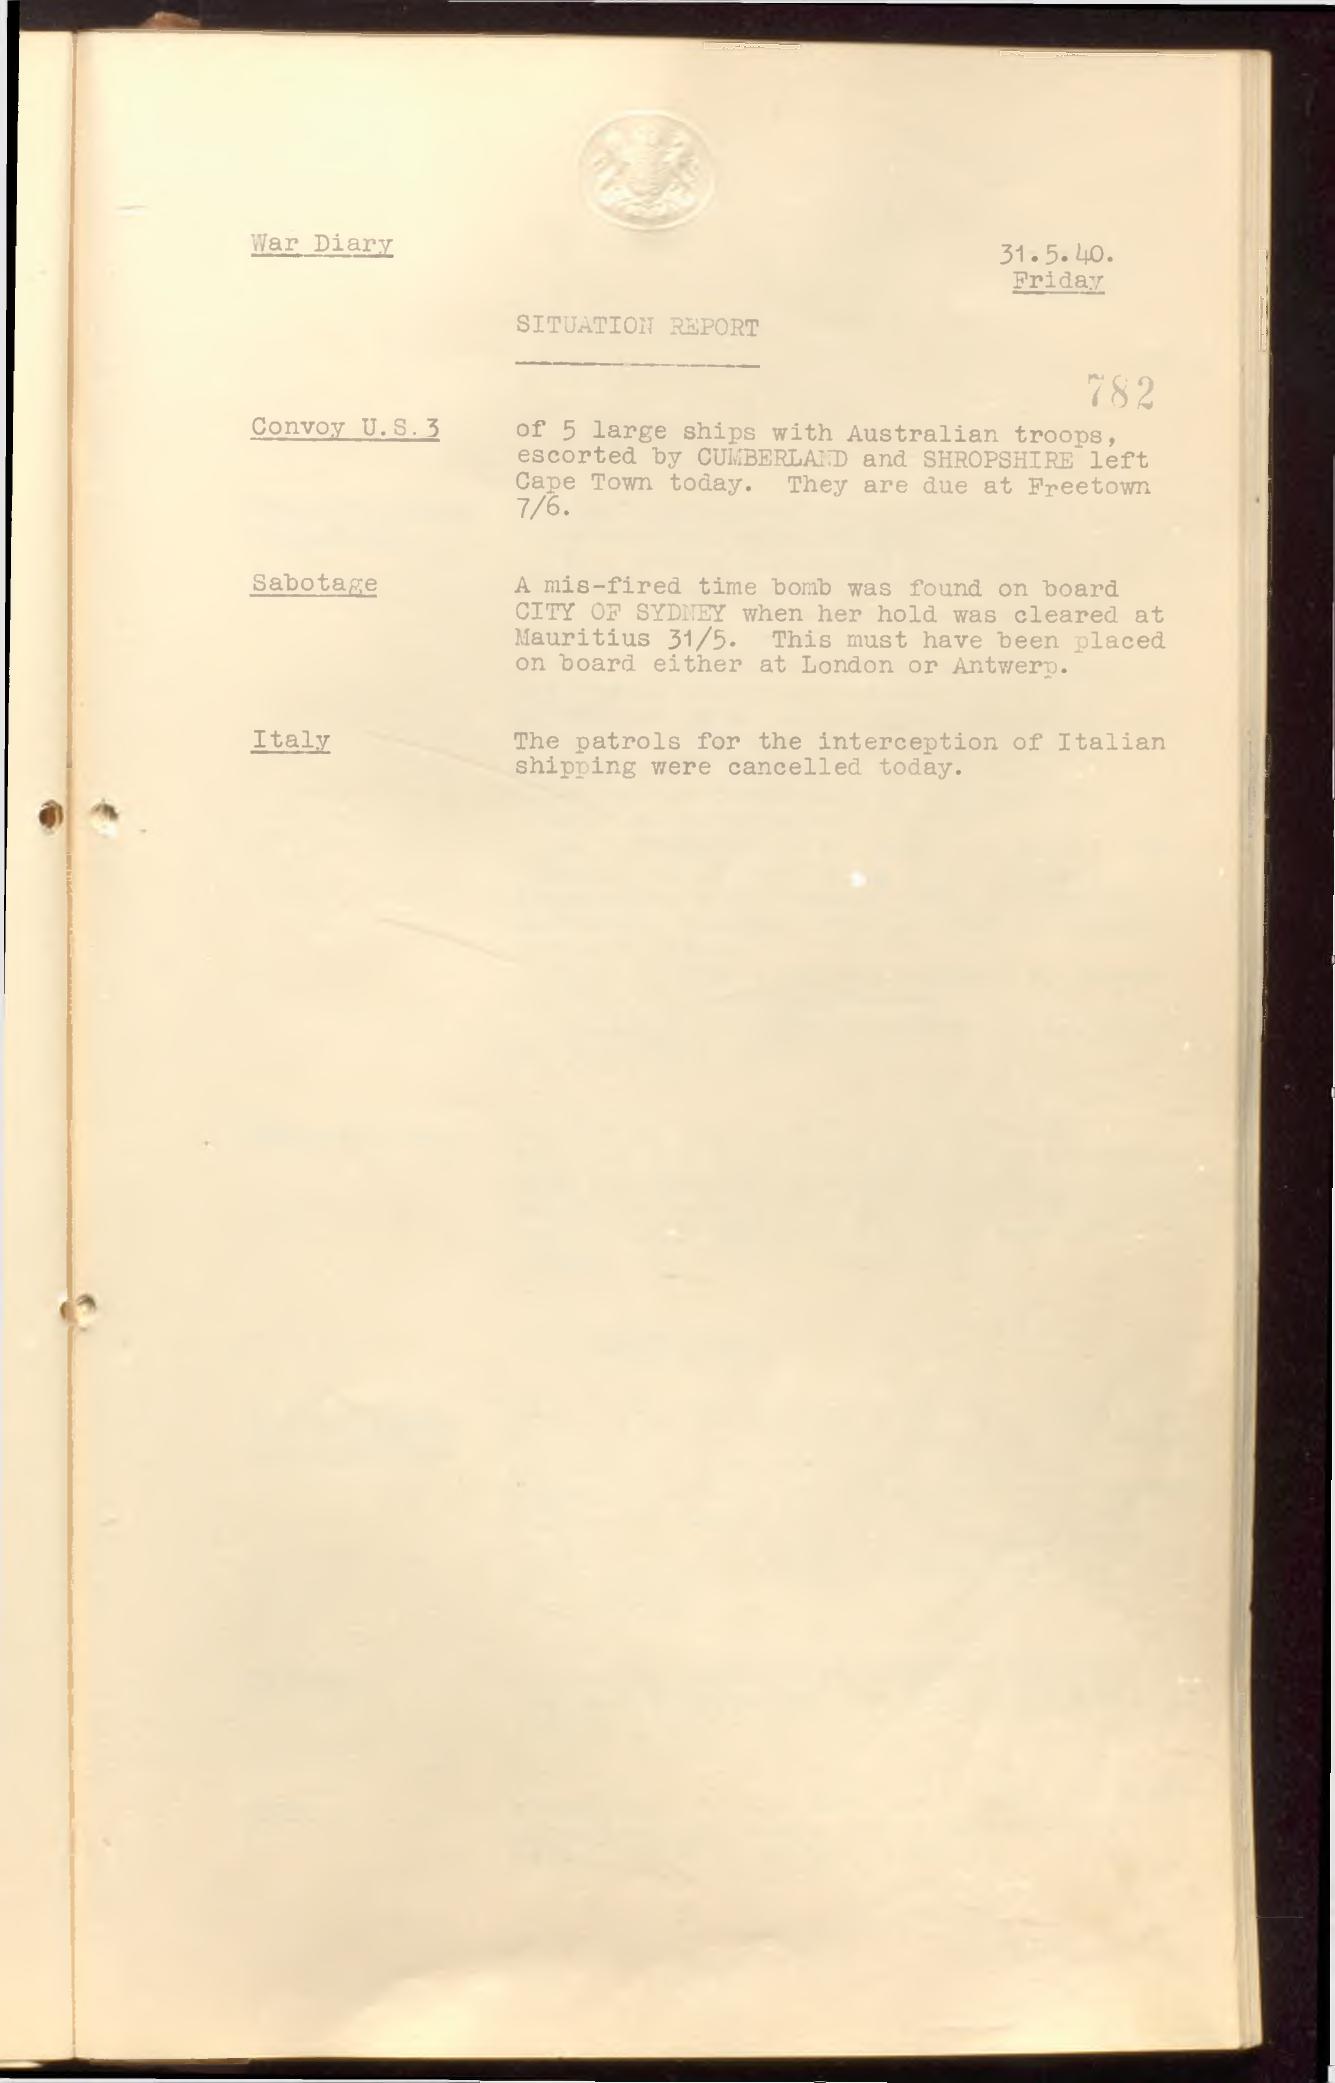 War Diary
31.5.40.
Friday
SITUATION REPORT
782
Convoy U.S.3
of 5 large ships with Australian troops,
escorted by CUMBERLAND and SHROPSHIRE left
Cape Town today. They are due at Freetown
7/6.
Sabotage
A mis-fired time bomb was found on board
CITY OF SYDNEY when her hold was cleared at
Mauritius 31/5. This must have been placed
on board either at London or Antwerp.
Italy
The patrols for the interception of Italian
shipping were cancelled today.